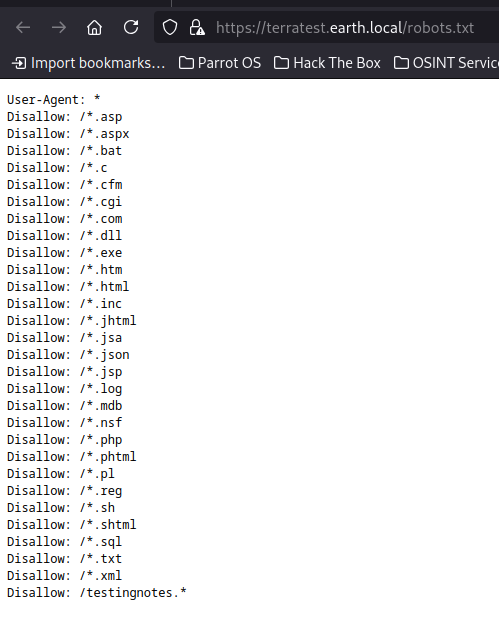 https://terratest.earth.local/robots.txt
Import bookmarks... Parrot OS Hack The Box OSINT Service
User-Agent: *
Disallow: /*.asp
Disallow: /*.aspx
Disallow: /*.bat
Disallow: /*.c
Disallow: /*.cfm
Disallow: /*.cgi
Disallow: /*.com
Disallow: /*.dll
Disallow: /*.exe
Disallow: /*.htm
Disallow: /*.html
Disallow: /*.inc
Disallow: /*.jhtml
Disallow: /*.jsa
Disallow: /*.json
Disallow: /*.jsp
Disallow: /*.log
Disallow: /*.mdb
Disallow: /*.nsf
Disallow: /*.php
Disallow: /*.phtml
Disallow: /*.pl
Disallow: /*.reg
Disallow: /*.sh
Disallow: /*.shtml
Disallow: /*.sql
Disallow: /*.txt
Disallow: /*.xml
Disallow: /testingnotes.*